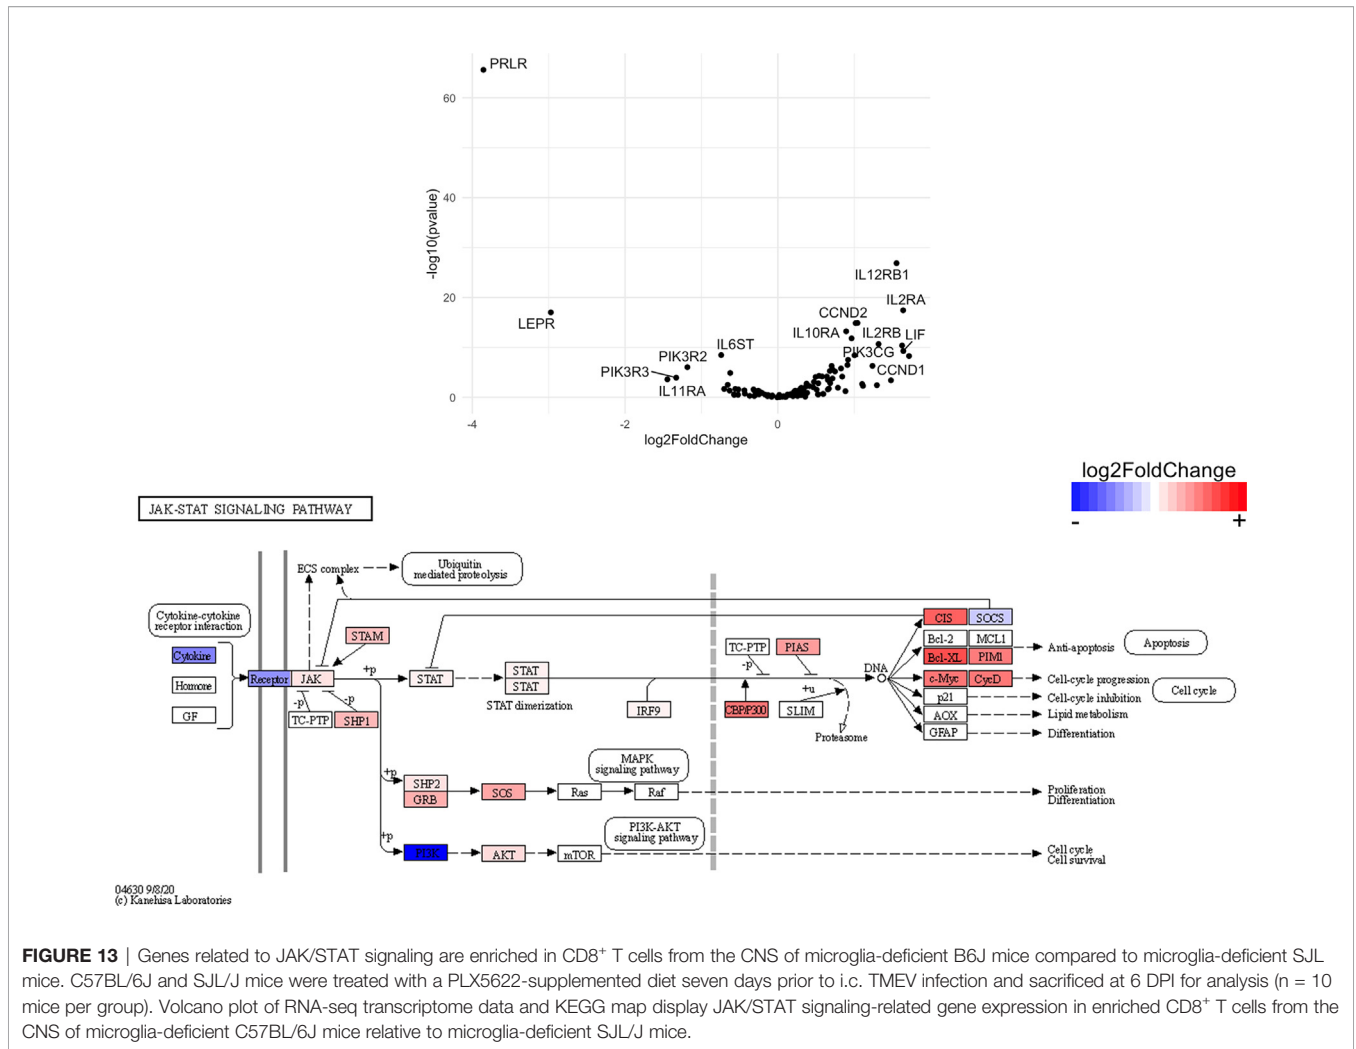 PRLR
60
40
-log10(pvalue)
IL12RB1
20
IL2RA
CCND2
LEPR
IL10RA
IL2RB
LIF
IL6ST
PIK3R2
PIK3CG
PIK3R3
CCND1
IL11RA
0
-4
-2
0
log2FoldChange
log2FoldChange
-
+
JAK-STAT SIGNALING PATHWAY
ECS complex
Ubiquitin
mediated proteolysis
Cytokine-cytokine
receptor interaction
Cytokine
Hormone
GF
Receptor
JAK
STAM
+p
-p
-p
TC-PTP
SHP1
STAT
STAT
STAT
STAT dimerization
IRF9
TC-PTP
PIAS
-p
+u
CBP/P300
SLIM
Proteasome
DNA
CIS
SOCS
Bcl-2
MCL1
Bcl-XL
PIM1
c-Myc
CycD
p21
AOX
GFAP
Anti-apoptosis
Apoptosis
Cell-cycle progression
Cell-cycle inhibition
Cell cycle
Lipid metabolism
Differentiation
+p
SHP2
GRB
SOS
Ras
Raf
MAPK
signaling pathway
Proliferation
Differentiation
+p
PI3K
AKT
mTOR
PI3K-AKT
signaling pathway
Cell cycle
Cell survival
04630 9/8/20
(c) Kanehisa Laboratories
FIGURE 13 | Genes related to JAK/STAT signaling are enriched in CD8+ T cells from the CNS of microglia-deficient B6J mice compared to microglia-deficient SJL
mice. C57BL/6J and SJL/J mice were treated with a PLX5622-supplemented diet seven days prior to i.c. TMEV infection and sacrificed at 6 DPI for analysis (n = 10
mice per group). Volcano plot of RNA-seq transcriptome data and KEGG map display JAK/STAT signaling-related gene expression in enriched CD8+ T cells from the
CNS of microglia-deficient C57BL/6J mice relative to microglia-deficient SJL/J mice.